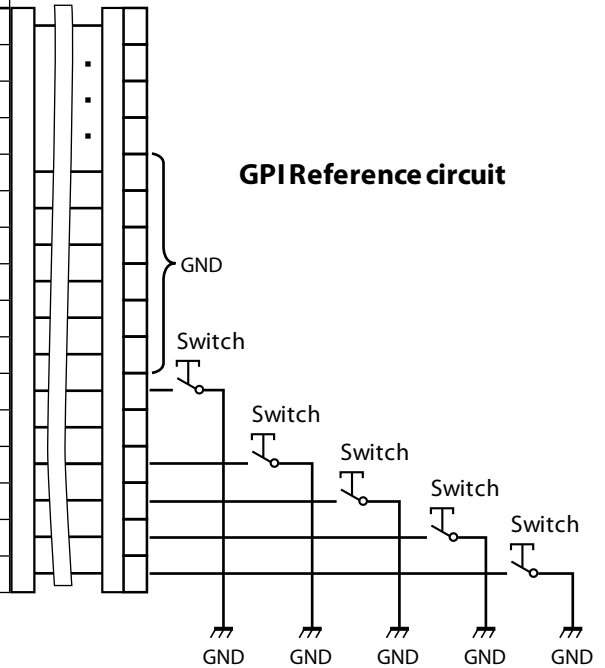 GPI Reference circuit
GND
Switch
Switch
Switch
Switch
Switch
GND GND GND GND GND